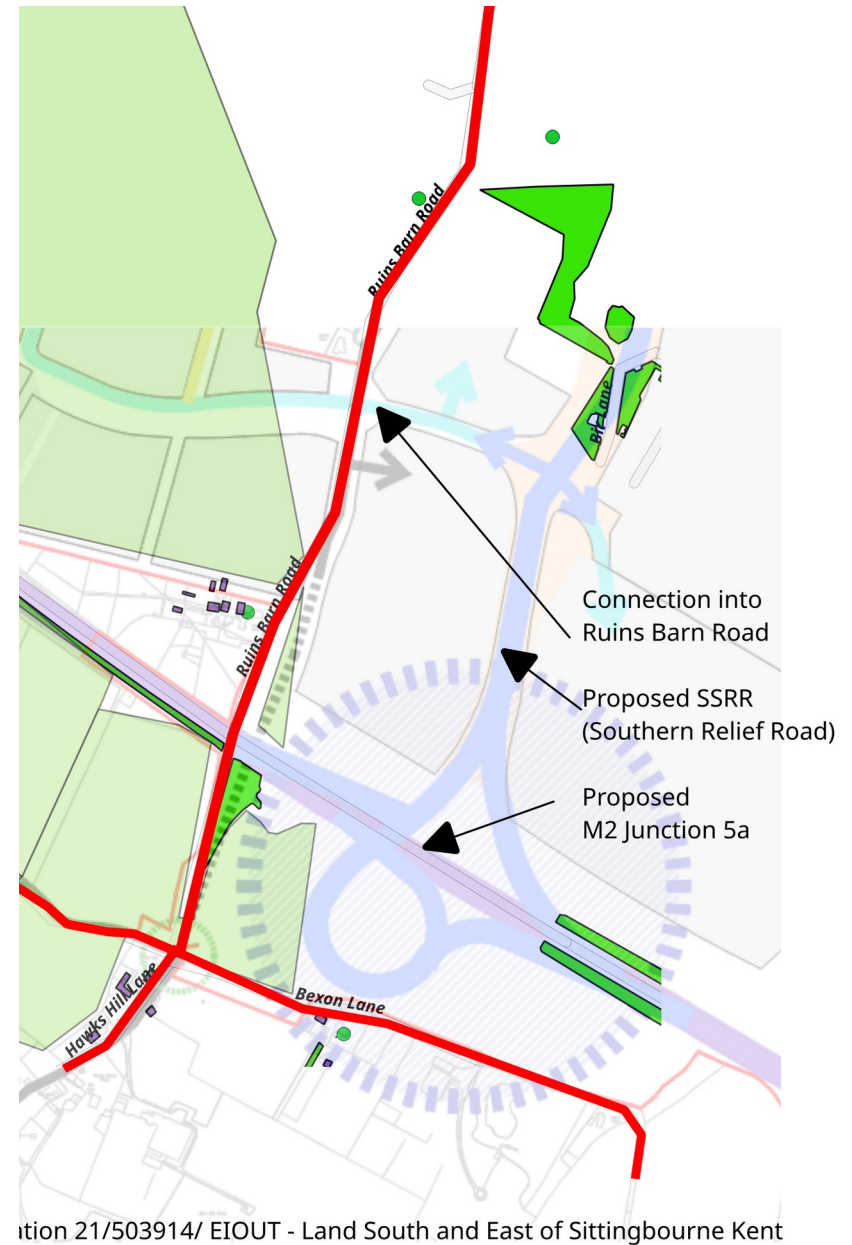 Ruins Barn Road
Ruins Barn Road
Connection into
Ruins Barn Road
Proposed SSRR
(Southern Relief Road)
Proposed
M2 Junction 5a
Hawks Hill Lane
Bexon Lane
21/503914/ EIOUT - Land South and East of Sittingbourne Kent